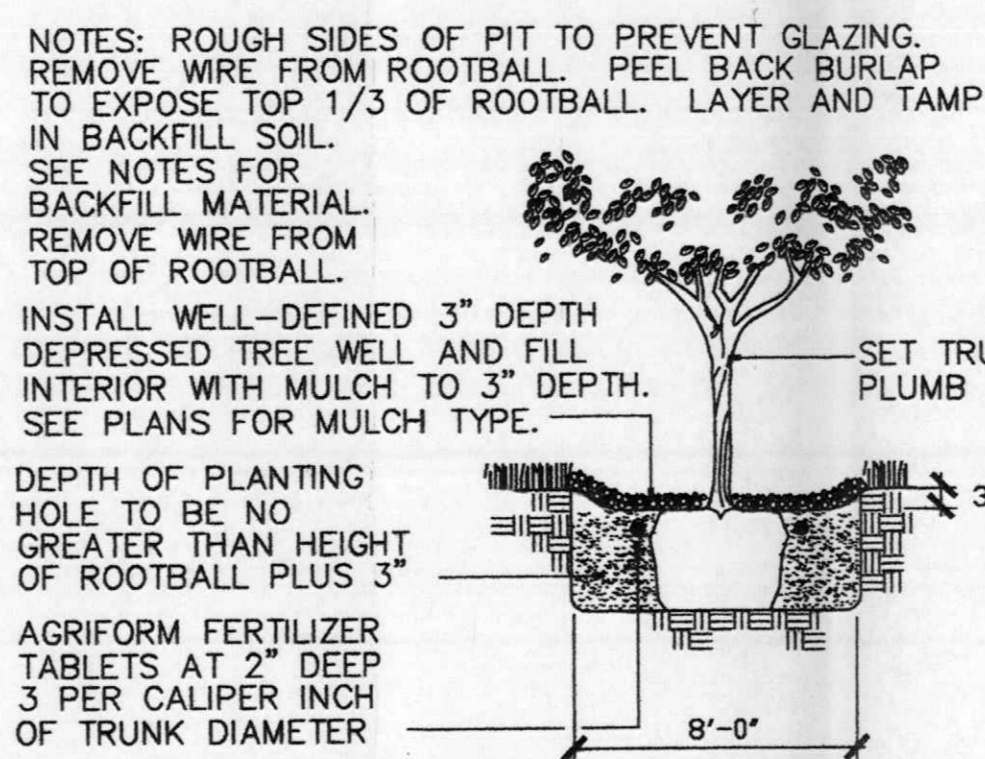 NOTES: ROUGH SIDES OF PIT TO PREVENT GLAZING.
REMOVE WIRE FROM ROOTBALL. PEEL BACK BURLAP
TO EXPOSE TOP 1/3 OF ROOTBALL. LAYER AND TAMP
IN BACKFILL SOIL.
SEE NOTES FOR
BACKFILL MATERIAL.
REMOVE WIRE FROM
TOP OF ROOTBALL.
INSTALL WELL-DEFINED 3" DEPTH
DEPRESSED TREE WELL AND FILL
INTERIOR WITH MULCH TO 3" DEPTH.
SEE PLANS FOR MULCH TYPE.
SET TRU
PLUMB
DEPTH OF PLANTING
HOLE TO BE NO
GREATER THAN HEIGHT
OF ROOTBALL PLUS 3"
3
AGRIFORM FERTILIZER
TABLETS AT 2" DEEP
3 PER CALIPER INCH
OF TRUNK DIAMETER
8'-0"